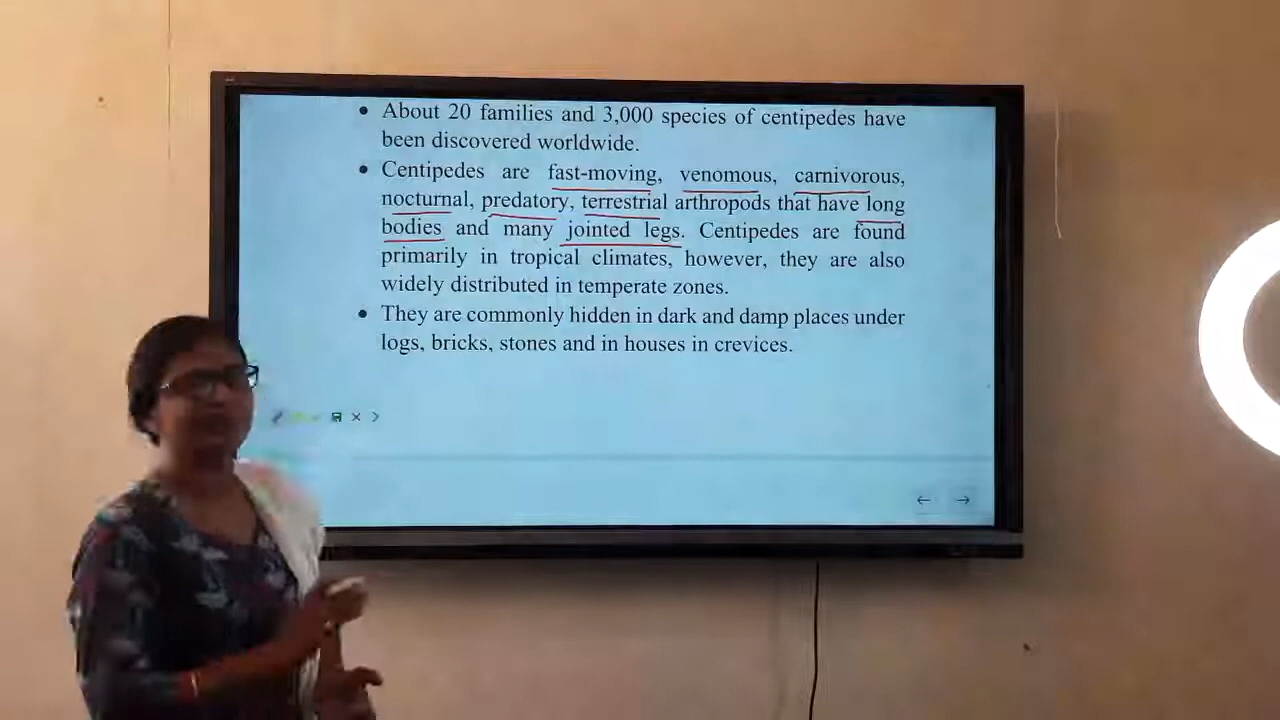 • About 20 families and 3,000 species of centipedes have
been discovered worldwide.
• Centipedes are fast-moving, venomous, carnivorous,
nocturnal, predatory, terrestrial arthropods that have long
bodies and many jointed legs. Centipedes are found
primarily in tropical climates, however, they are also
widely distributed in temperate zones.
• They are commonly hidden in dark and damp places under
logs, bricks, stones and in houses in crevices.